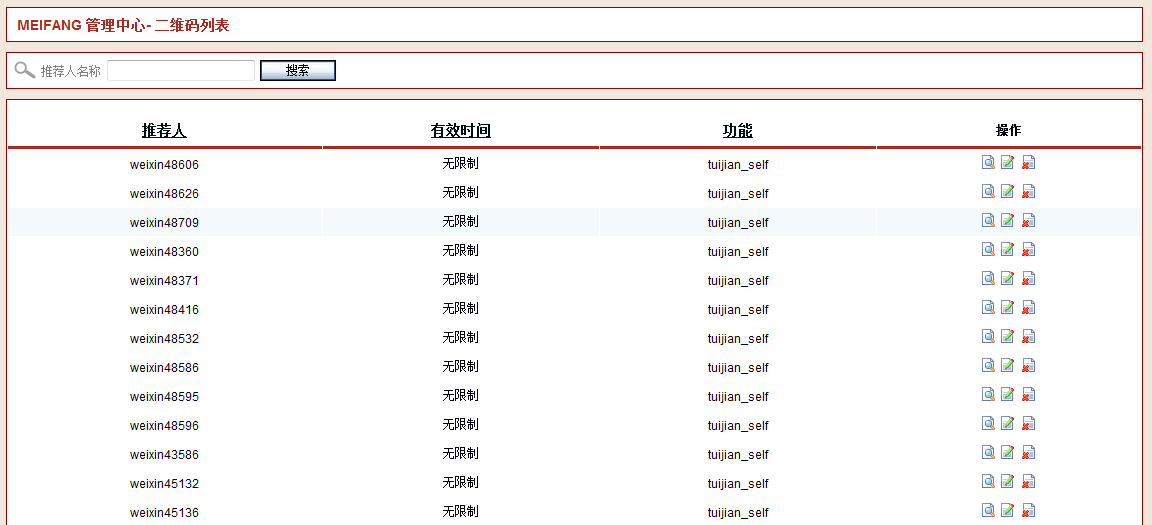 MEIFANG 管理中心- 二维码列表
推荐人名称 搜索
推荐人 有效时间 功能 操作
weixin48606 无限制 tuijian_self
weixin48626 无限制 tuijian_self
weixin48709 无限制 tuijian_self
weixin48360 无限制 tuijian_self
weixin48371 无限制 tuijian_self
weixin48416 无限制 tuijian_self
weixin48532 无限制 tuijian_self
weixin48586 无限制 tuijian_self
weixin48595 无限制 tuijian_self
weixin48596 无限制 tuijian_self
weixin43586 无限制 tuijian_self
weixin45132 无限制 tuijian_self
weixin45136 无限制 tuijian_self